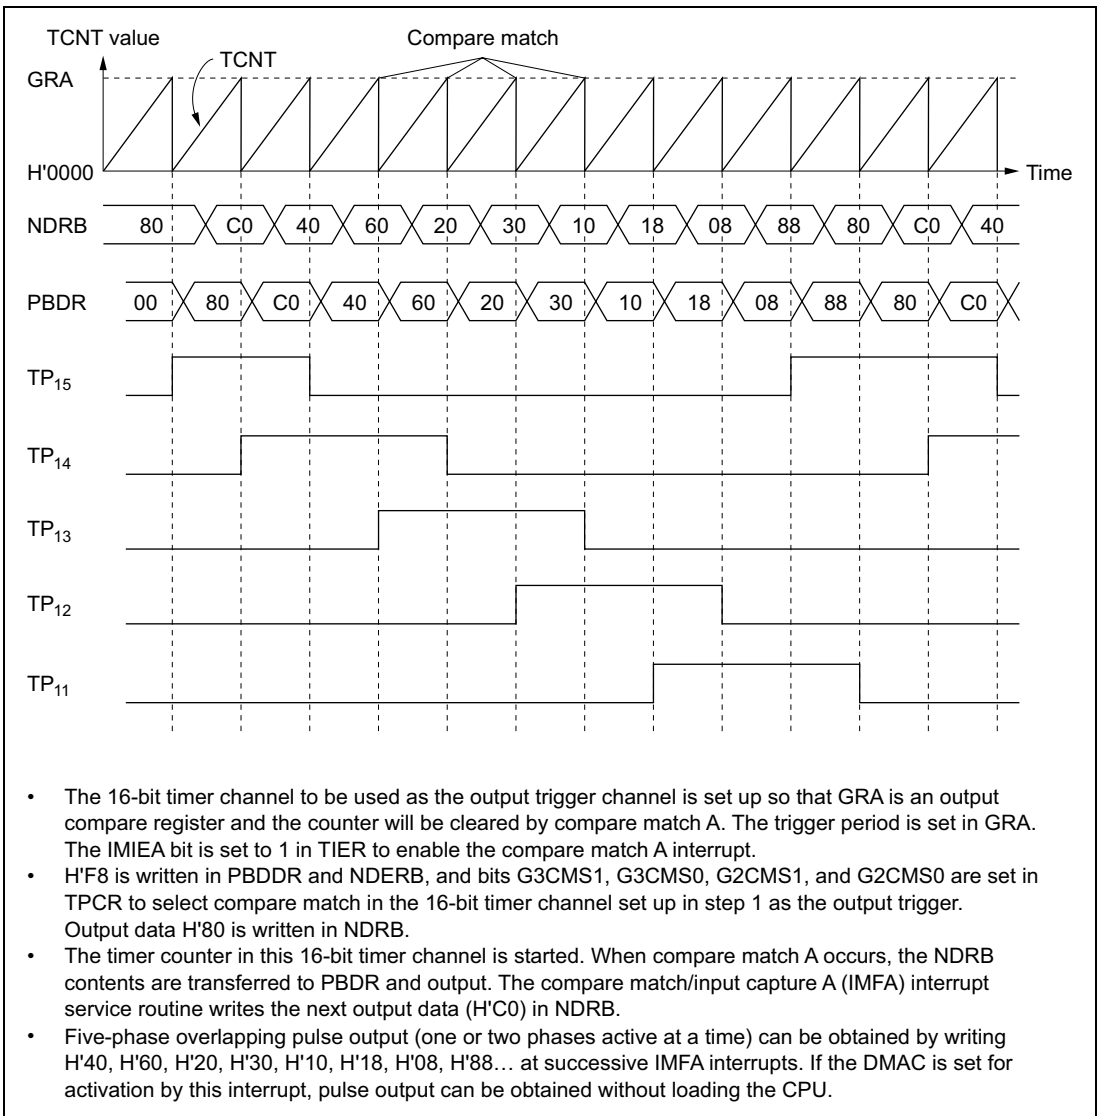 TCNT value
Compare match
TCNT
GRA
H'0000
Time
NDRB 80 C0 40 60 20 30 10 18 08 88 80 C0 40
PBDR 00 80 C0 40 60 20 30 10 18 08 88 80 C0
TP15
TP14
TP13
TP12
TP11
• The 16-bit timer channel to be used as the output trigger channel is set up so that GRA is an output
compare register and the counter will be cleared by compare match A. The trigger period is set in GRA.
The IMIEA bit is set to 1 in TIER to enable the compare match A interrupt.
• H'F8 is written in PBDDR and NDERB, and bits G3CMS1, G3CMS0, G2CMS1, and G2CMS0 are set in
TPCR to select compare match in the 16-bit timer channel set up in step 1 as the output trigger.
Output data H'80 is written in NDRB.
• The timer counter in this 16-bit timer channel is started. When compare match A occurs, the NDRB
contents are transferred to PBDR and output. The compare match/input capture A (IMFA) interrupt
service routine writes the next output data (H'C0) in NDRB.
• Five-phase overlapping pulse output (one or two phases active at a time) can be obtained by writing
H'40, H'60, H'20, H'30, H'10, H'18, H'08, H'88… at successive IMFA interrupts. If the DMAC is set for
activation by this interrupt, pulse output can be obtained without loading the CPU.